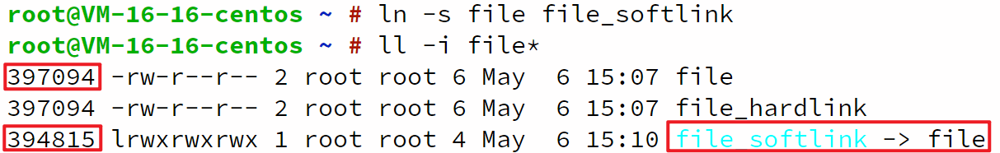 root@VM-16-16-centos ~ # ln -s file file_softlink
root@VM-16-16-centos ~ # ll -i file*
397094 -rw-r--r-- 2 root root 6 May  6 15:07 file
397094 -rw-r--r-- 2 root root 6 May  6 15:07 file_hardlink
394815 lrwxrwxrwx 1 root root 4 May  6 15:10 file_softlink -> file